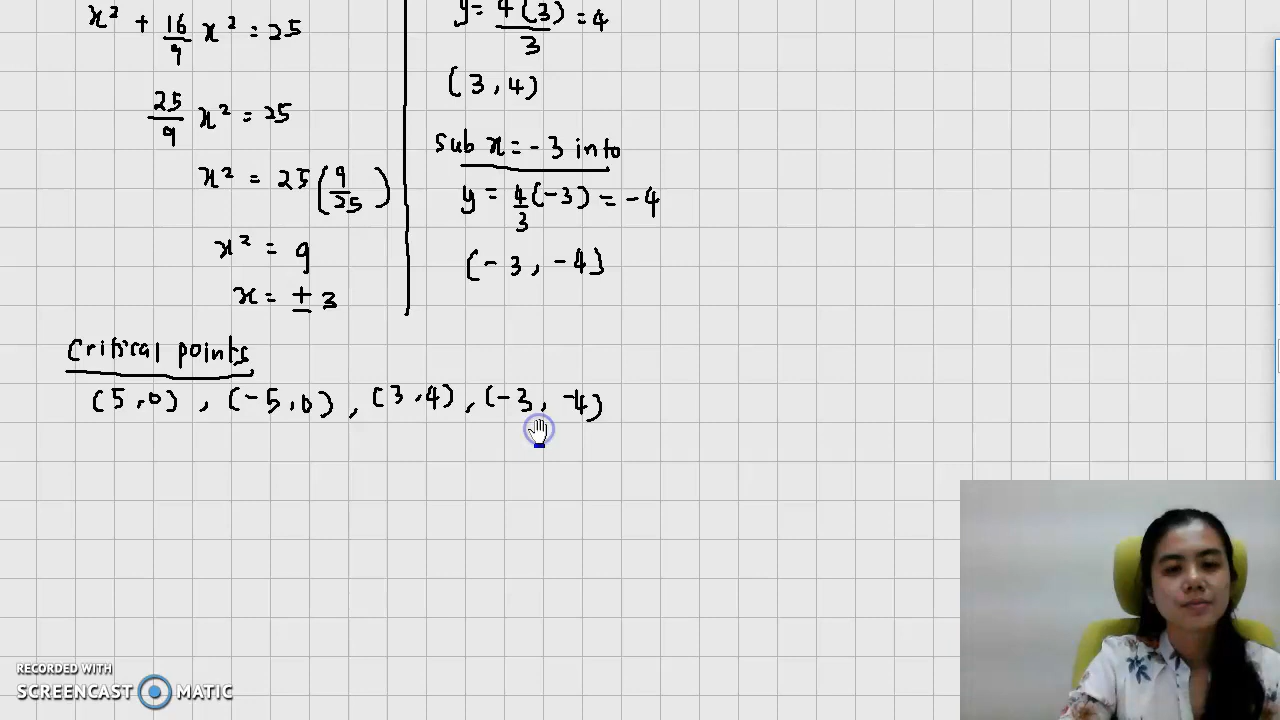 x² + 16/9 x² = 25
25/9 x² = 25
x² = 25(9/25)
x² = 9
x = ± 3
y = 4(3)/3 = 4
(3,4)
Sub x = -3 into
y = 4/3(-3) = -4
(-3, -4)
Critical points
(5,0), (-5,0), (3,4), (-3, -4)
RECORDED WITH
SCREENCAST MATIC